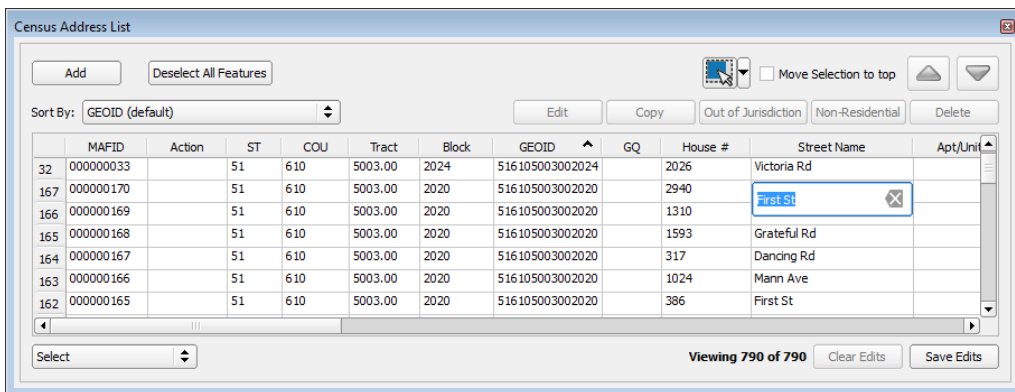 Census Address List
Add Deselect All Features Move Selection to top
Sort By: GEOID (default) Edit Copy Out of Jurisdiction Non-Residential Delete
MAFID Action ST COU Tract Block GEOID GQ House # Street Name Apt/Unit
32 000000033 51 610 5003.00 2024 516105003002024 2026 Victoria Rd
167 000000170 51 610 5003.00 2020 516105003002020 2940 First St
166 000000169 51 610 5003.00 2020 516105003002020 1310
165 000000168 51 610 5003.00 2020 516105003002020 1593 Grateful Rd
164 000000167 51 610 5003.00 2020 516105003002020 317 Dancing Rd
163 000000166 51 610 5003.00 2020 516105003002020 1024 Mann Ave
162 000000165 51 610 5003.00 2020 516105003002020 386 First St
Select Viewing 790 of 790 Clear Edits Save Edits